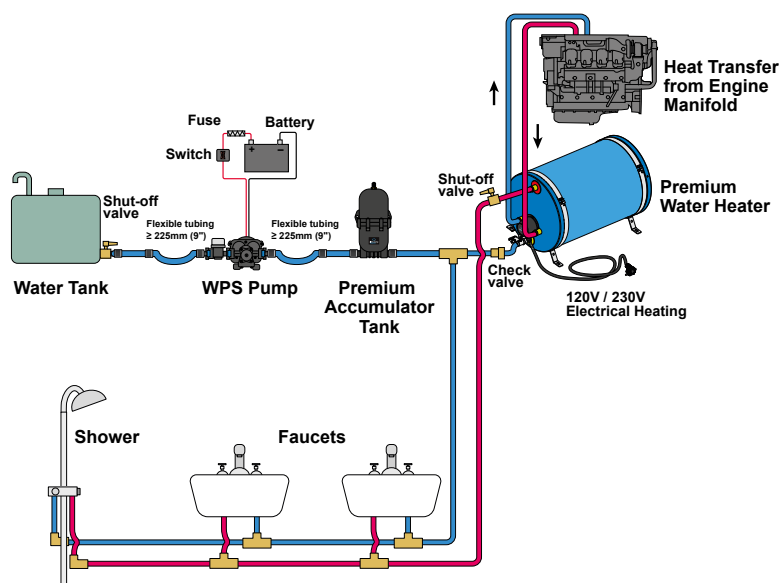 Heat Transfer
from Engine
Manifold
Fuse
Battery
Switch
+
−
Shut-off
valve
Shut-off
valve
Premium
Water Heater
Flexible tubing
≥ 225mm (9")
Flexible tubing
≥ 225mm (9")
Water Tank
WPS Pump
Premium
Accumulator
Tank
Check
valve
120V / 230V
Electrical Heating
Shower
Faucets